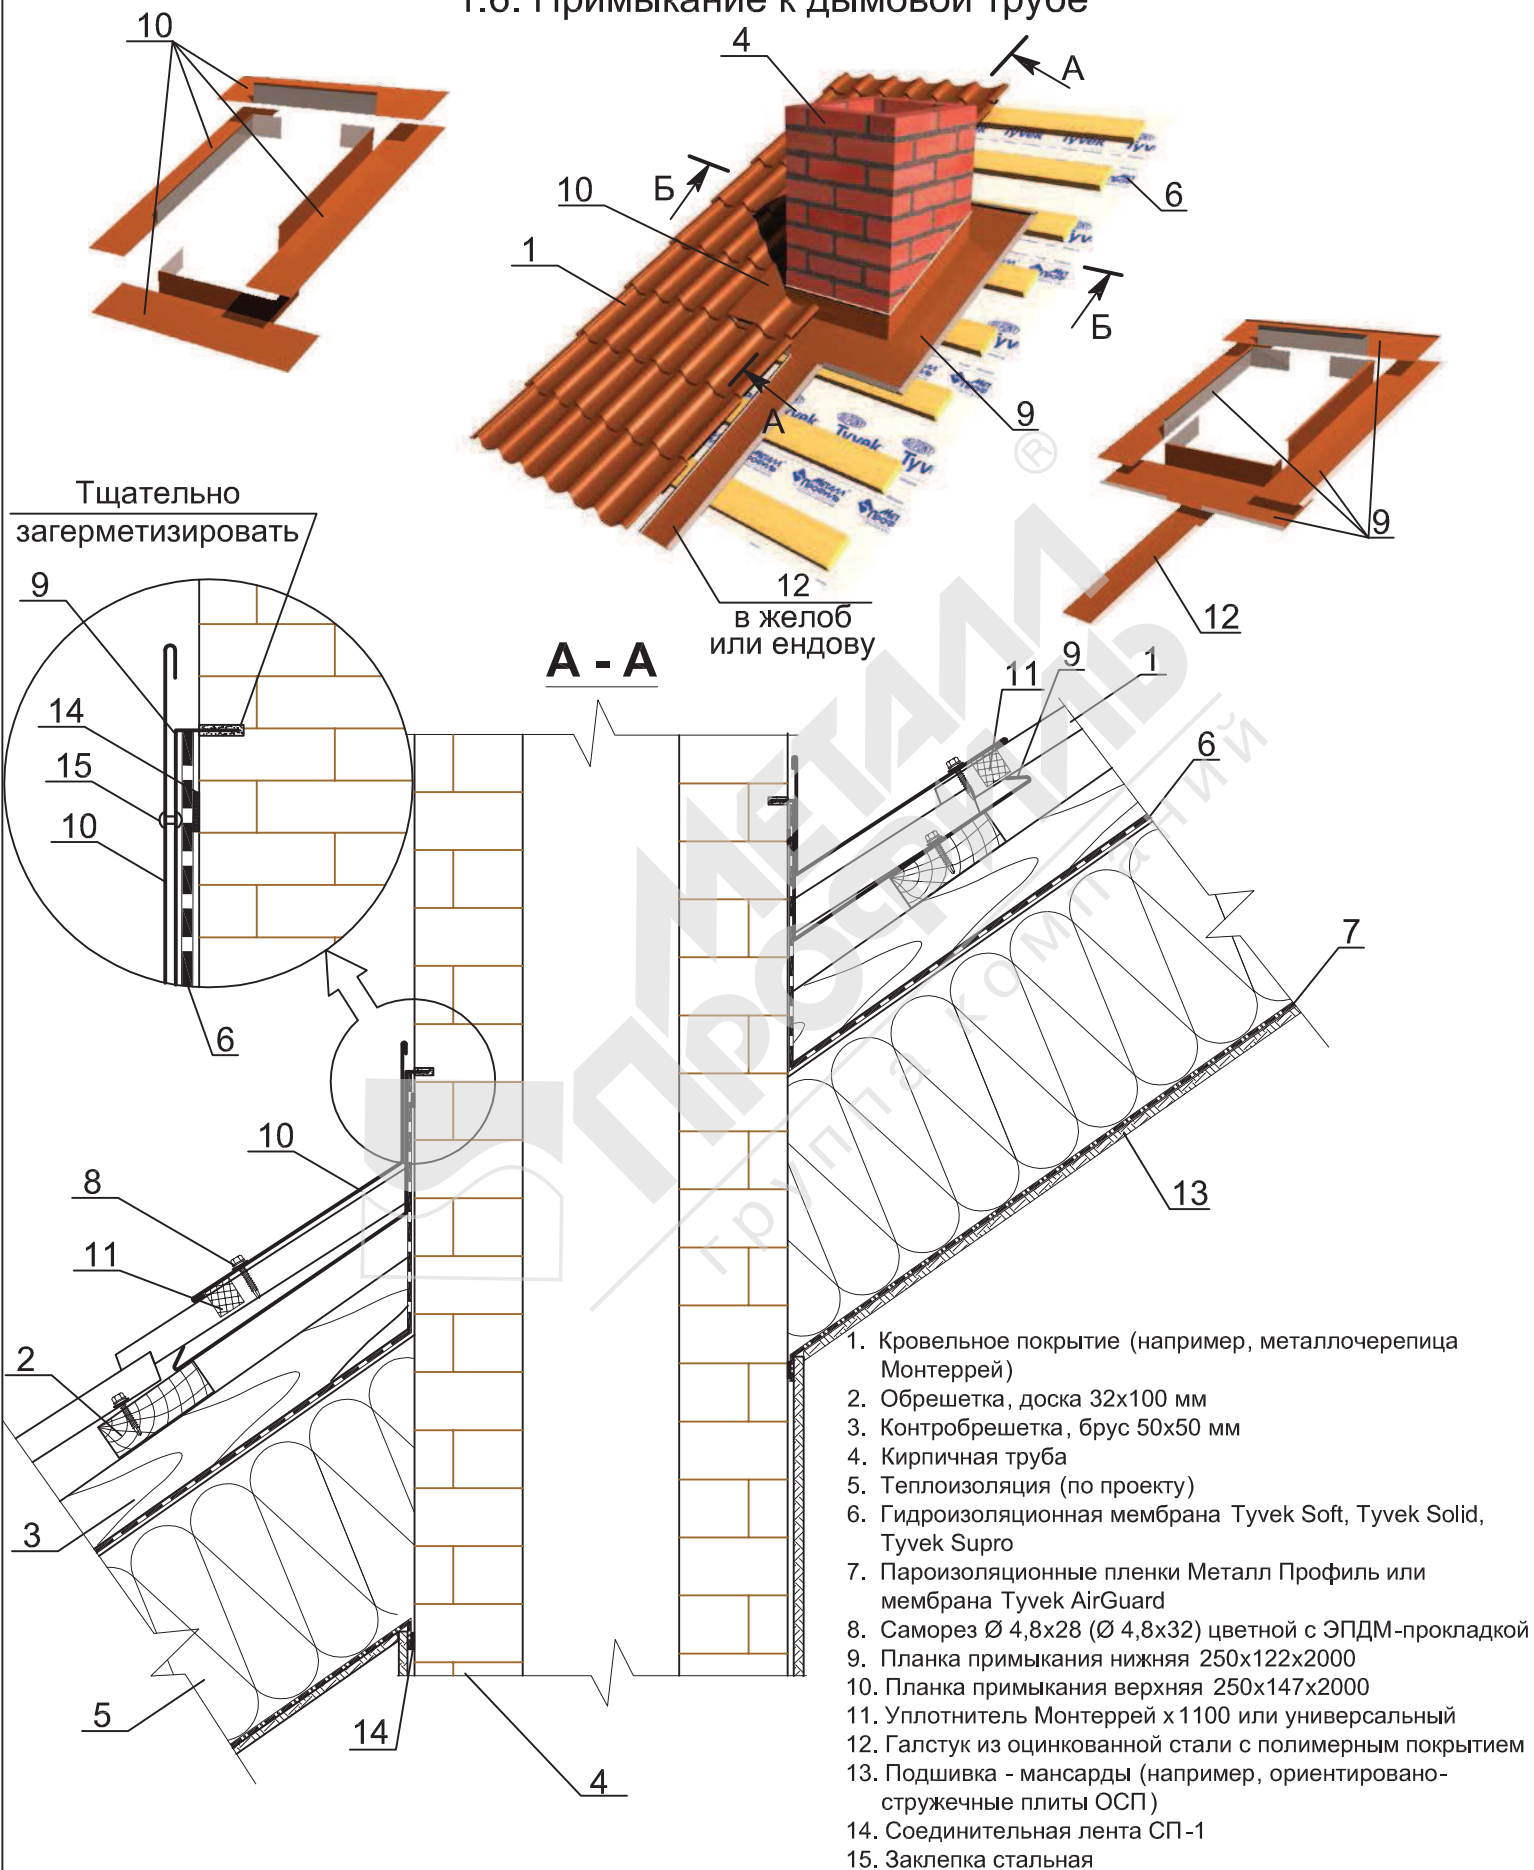 1.6. Примыкание к дымовой трубе
10
4
А
Б
10
6
1
Б
А
9
Tyvek
Tyvek
Тщательно
загерметизировать
9
12
в желоб
или ендову
12
9
14
15
10
6
А - А
11
9
1
6
7
®
МЕТАЛЛ
ПРОФИЛЬ
группа компаний
10
8
11
2
3
5
14
4
13
1. Кровельное покрытие (например, металлочерепица
Монтеррей)
2. Обрешетка, доска 32х100 мм
3. Контробрешетка, брус 50х50 мм
4. Кирпичная труба
5. Теплоизоляция (по проекту)
6. Гидроизоляционная мембрана Tyvek Soft, Tyvek Solid,
Tyvek Supro
7. Пароизоляционные пленки Металл Профиль или
мембрана Tyvek AirGuard
8. Саморез Ø 4,8х28 (Ø 4,8х32) цветной с ЭПДМ-прокладкой
9. Планка примыкания нижняя 250х122х2000
10. Планка примыкания верхняя 250х147х2000
11. Уплотнитель Монтеррей х1100 или универсальный
12. Галстук из оцинкованной стали с полимерным покрытием
13. Подшивка - мансарды (например, ориентировано-
стружечные плиты ОСП)
14. Соединительная лента СП-1
15. Заклепка стальная